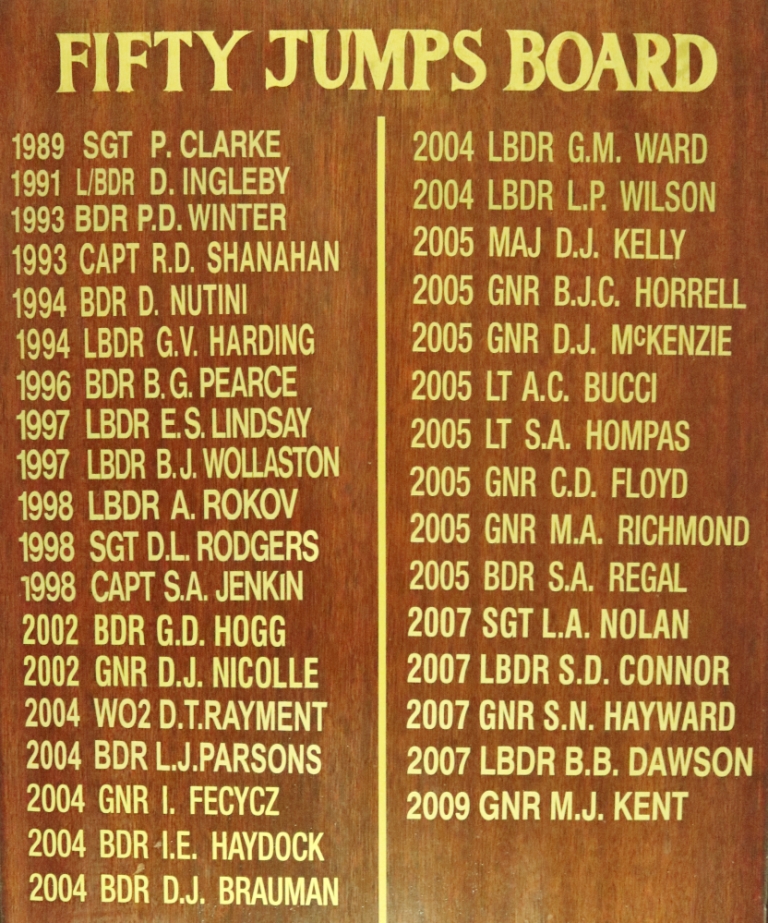 FIFTY JUMPS BOARD
1989 SGT P. CLARKE
1991 L/BDR D. INGLEBY
1993 BDR P.D. WINTER
1993 CAPT R.D. SHANAHAN
1994 BDR D. NUTINI
1994 LBDR G.V. HARDING
1996 BDR B.G. PEARCE
1997 LBDR E.S. LINDSAY
1997 LBDR B.J. WOLLASTON
1998 LBDR A. ROKOV
1998 SGT D.L. RODGERS
1998 CAPT S.A. JENKIN
2002 BDR G.D. HOGG
2002 GNR D.J. NICOLLE
2004 WO2 D.T.RAYMENT
2004 BDR L.J.PARSONS
2004 GNR I. FECYCZ
2004 BDR I.E. HAYDOCK
2004 BDR D.J. BRAUMAN
2004 LBDR G.M. WARD
2004 LBDR L.P. WILSON
2005 MAJ D.J. KELLY
2005 GNR B.J.C. HORRELL
2005 GNR D.J. McKENZIE
2005 LT A.C. BUCCI
2005 LT S.A. HOMPAS
2005 GNR C.D. FLOYD
2005 GNR M.A. RICHMOND
2005 BDR S.A. REGAL
2007 SGT L.A. NOLAN
2007 LBDR S.D. CONNOR
2007 GNR S.N. HAYWARD
2007 LBDR B.B. DAWSON
2009 GNR M.J. KENT